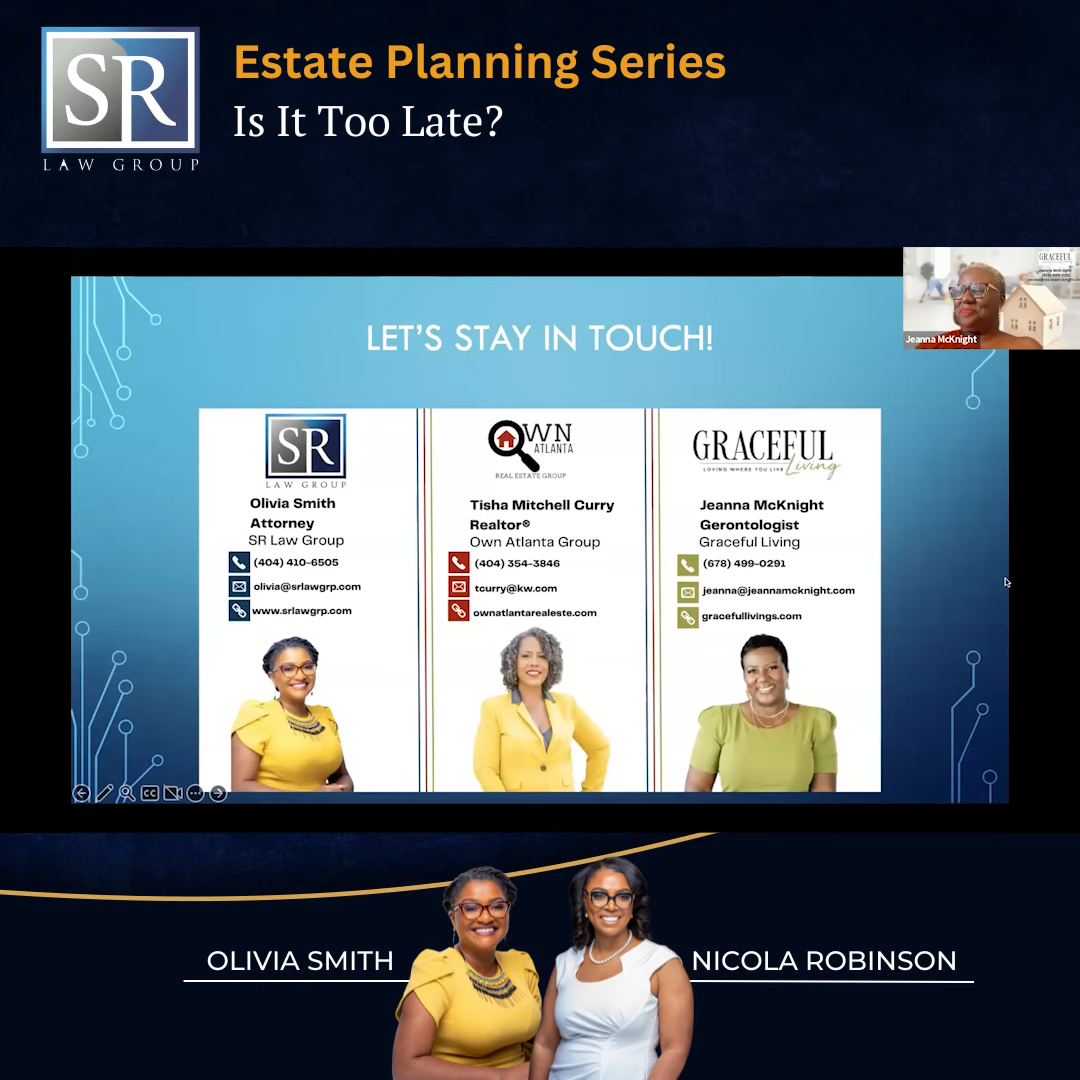 SR
LAW GROUP
Estate Planning Series
Is It Too Late?
GRACEFUL
Jeanna McKnight
LET'S STAY IN TOUCH!
SR
LAW GROUP
Olivia Smith
Attorney
SR Law Group
(404) 410-6505
olivia@srlawgrp.com
www.srlawgrp.com
OWN
ATLANTA
REAL ESTATE GROUP
Tisha Mitchell Curry
Realtor®
Own Atlanta Group
(404) 354-3846
tcurry@kw.com
ownatlantarealeste.com
GRACEFUL
LOVING WHERE YOU LIVE Living
Jeanna McKnight
Gerontologist
Graceful Living
(678) 499-0291
jeanna@jeannamcknight.com
gracefullivings.com
CC
OLIVIA SMITH
NICOLA ROBINSON